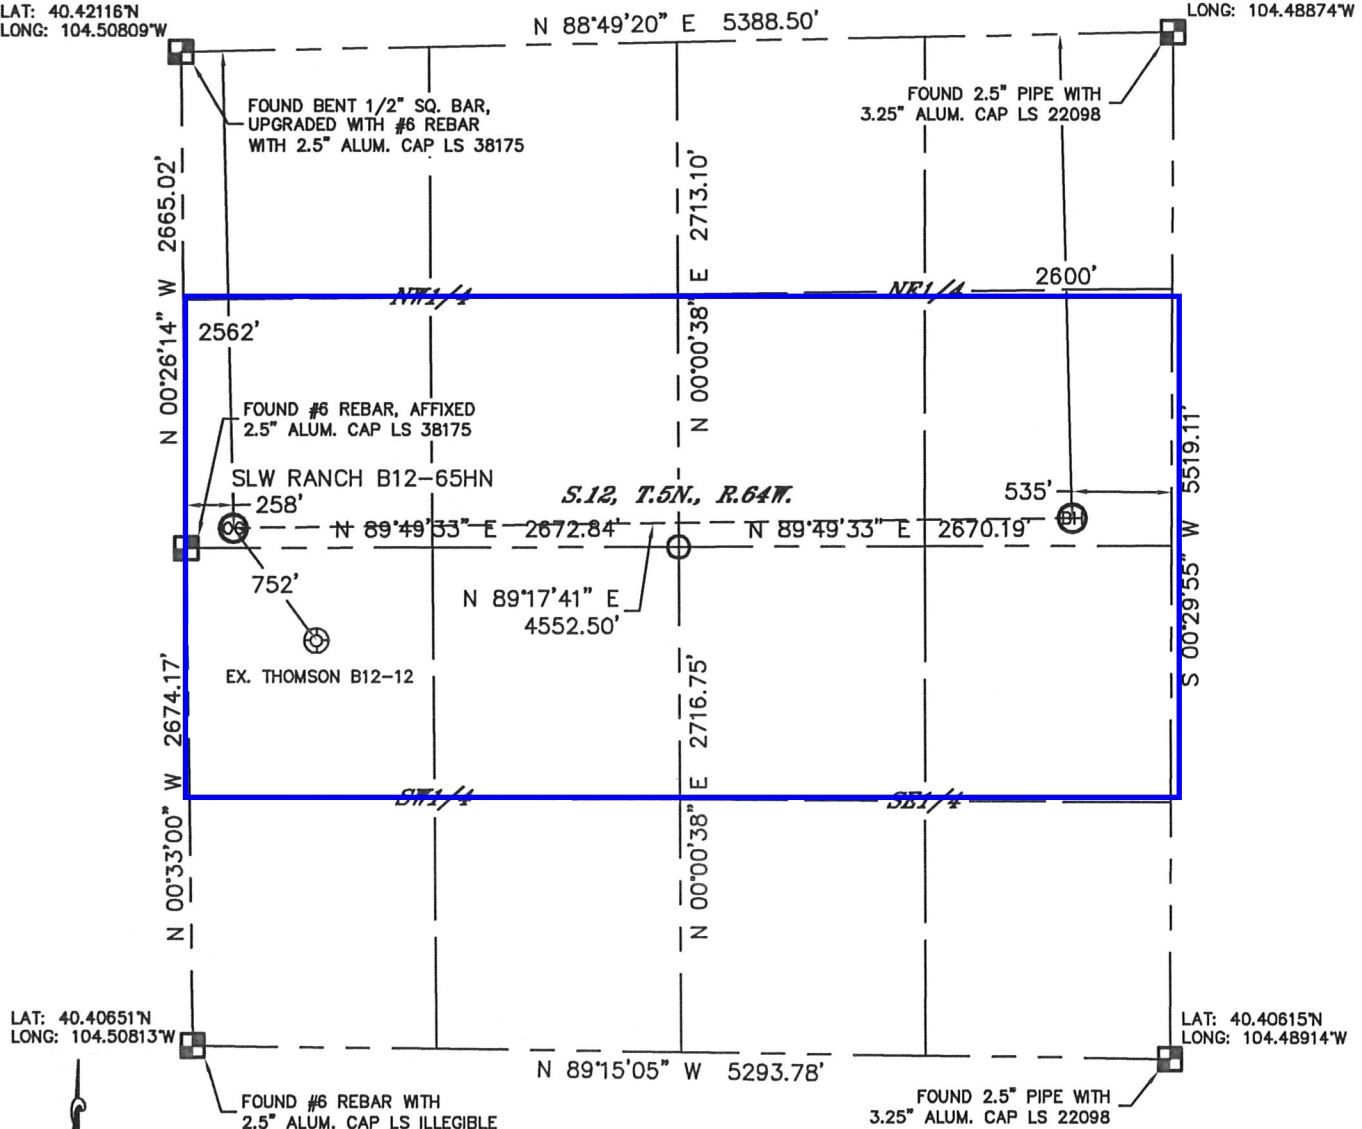 LAT: 40.42116°N
LONG: 104.50809°W
N 88°49'20" E 5388.50'
LONG: 104.48874°W
FOUND BENT 1/2" SQ. BAR,
UPGRADED WITH #6 REBAR
WITH 2.5" ALUM. CAP LS 38175
FOUND 2.5" PIPE WITH
3.25" ALUM. CAP LS 22098
N 00°26'14" W 2665.02'
N 00°00'38" E 2713.10'
2600'
NW1/4
NE1/4
2562'
FOUND #6 REBAR, AFFIXED
2.5" ALUM. CAP LS 38175
SLW RANCH B12-65HN
258'
S.12, T.5N., R.64W.
535'
S 00°29'55" W 5519.11'
OG
N 89°49'33" E 2672.84'
N 89°49'33" E 2670.19'
BH
752'
N 89°17'41" E
4552.50'
EX. THOMSON B12-12
N 00°33'00" W 2674.17'
N 00°00'38" E 2716.75'
SW1/4
SE1/4
LAT: 40.40651°N
LONG: 104.50813°W
LAT: 40.40615°N
LONG: 104.48914°W
N 89°15'05" W 5293.78'
FOUND #6 REBAR WITH
2.5" ALUM. CAP LS ILLEGIBLE
FOUND 2.5" PIPE WITH
3.25" ALUM. CAP LS 22098